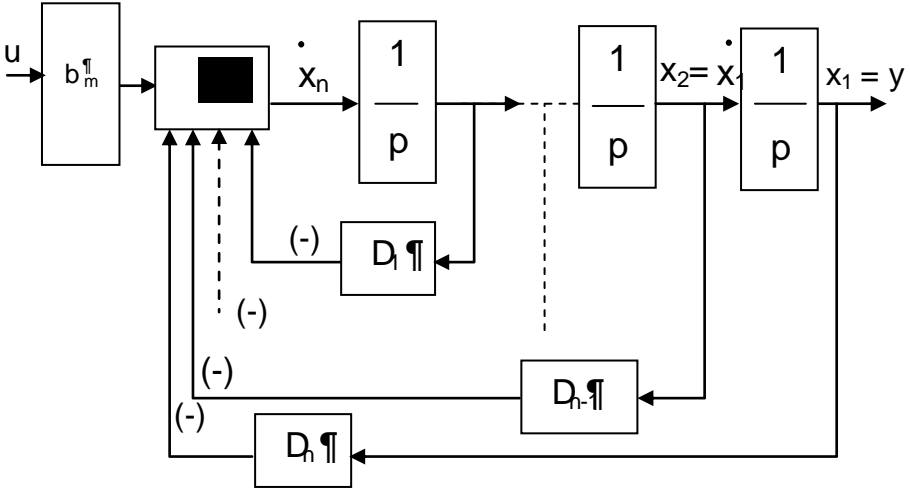 u
b¶m
ẋn
1
p
1
p
x2= ẋ1
1
p
x1 = y
(-)
D1¶
(-)
(-)
Dn-1¶
(-)
Dn¶